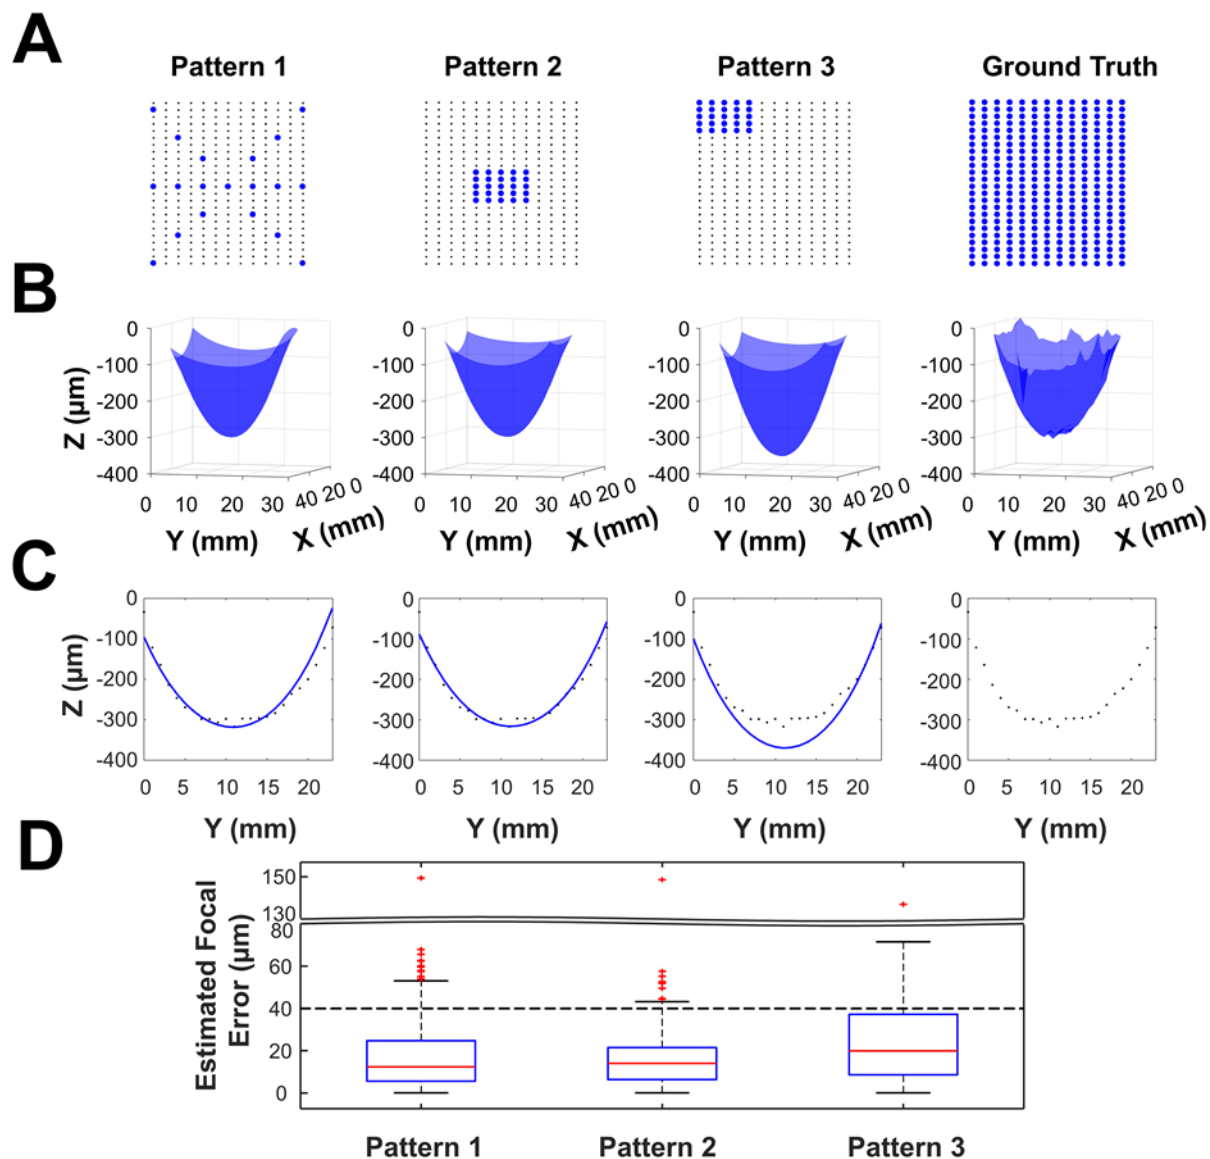 A
Pattern 1 Pattern 2 Pattern 3 Ground Truth
B
0 0 0 0
-100 -100 -100 -100
-200 -200 -200 -200
-300 -300 -300 -300
-400 -400 -400 -400
Z (µm)
0 10 20 30 40 20 0 0 10 20 30 40 20 0 0 10 20 30 40 20 0 0 10 20 30 40 20 0
Y (mm) X (mm) Y (mm) X (mm) Y (mm) X (mm) Y (mm) X (mm)
C
0 0 0 0
-100 -100 -100 -100
-200 -200 -200 -200
-300 -300 -300 -300
-400 -400 -400 -400
Z (µm)
0 5 10 15 20 0 5 10 15 20 0 5 10 15 20 0 5 10 15 20
Y (mm) Y (mm) Y (mm) Y (mm)
D
Estimated Focal
Error (µm)
150
130
80
60
40
20
0
Pattern 1 Pattern 2 Pattern 3